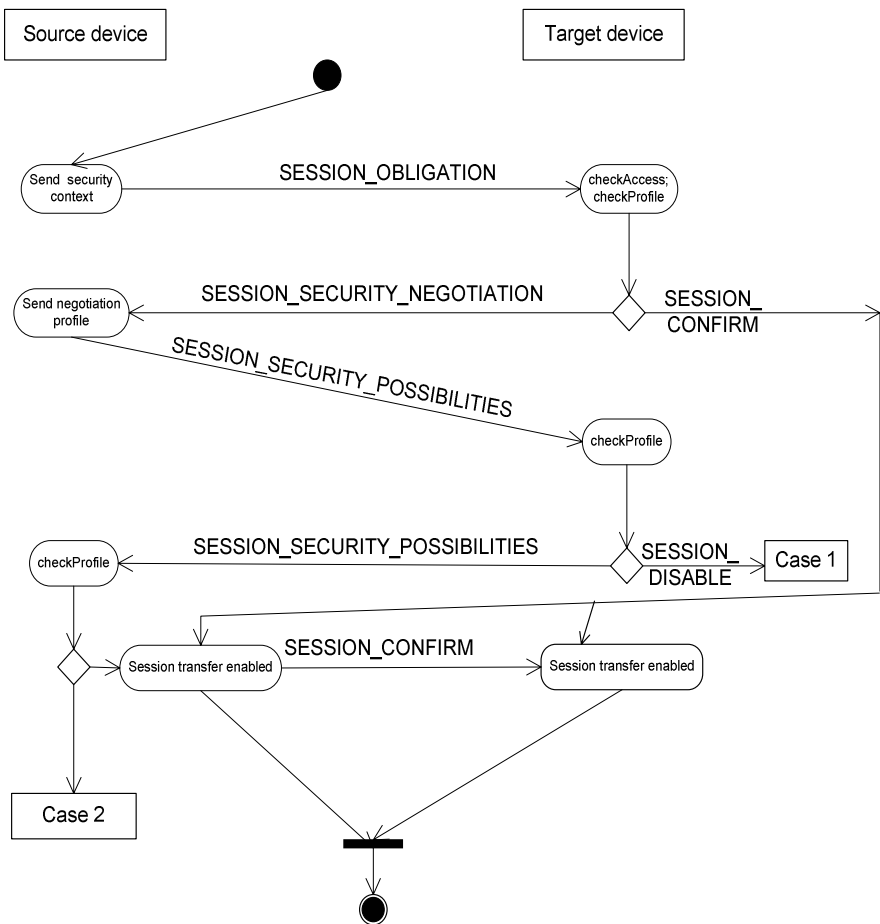 Source device
Target device
Send security
context
SESSION_OBLIGATION
checkAccess;
checkProfile
Send negotiation
profile
SESSION_SECURITY_NEGOTIATION
SESSION_
CONFIRM
SESSION_SECURITY_POSSIBILITIES
checkProfile
checkProfile
SESSION_SECURITY_POSSIBILITIES
SESSION_
DISABLE
Case 1
Session transfer enabled
SESSION_CONFIRM
Session transfer enabled
Case 2